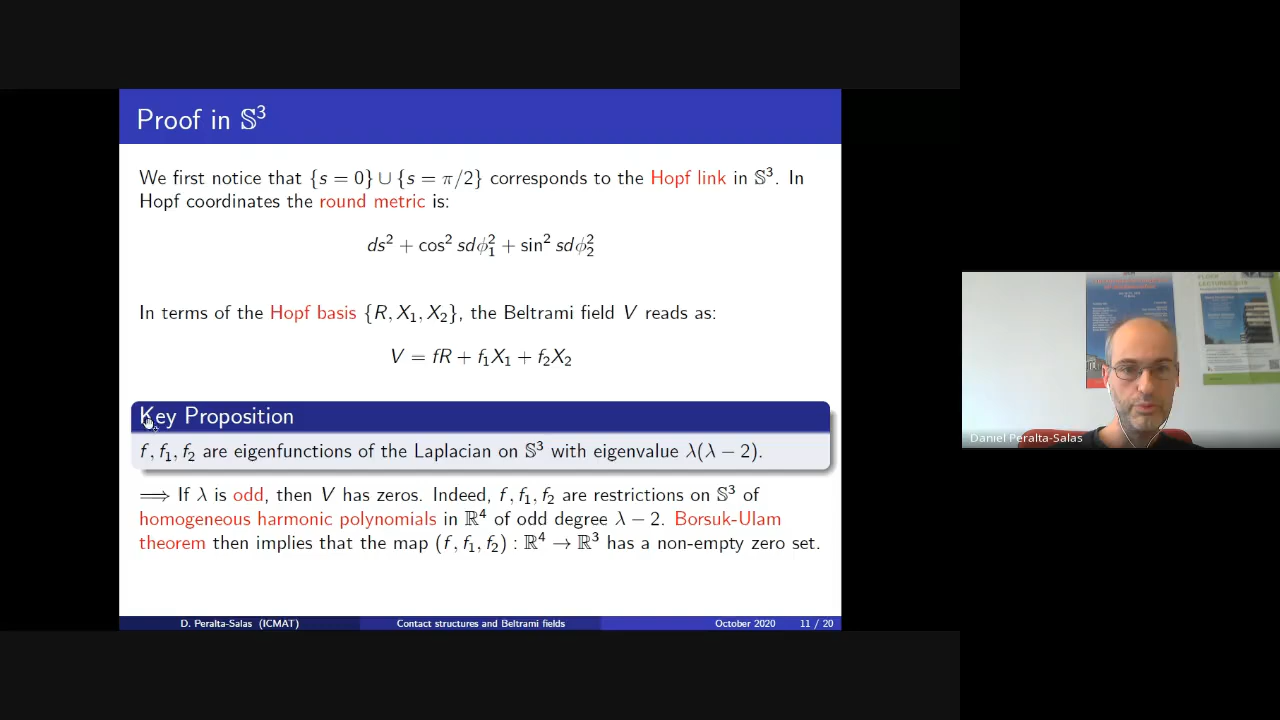 Proof in 𝕊³
We first notice that {s = 0} ∪ {s = π/2} corresponds to the Hopf link in 𝕊³. In
Hopf coordinates the round metric is:
ds² + cos² sdϕ₁² + sin² sdϕ₂²
In terms of the Hopf basis {R, X₁, X₂}, the Beltrami field V reads as:
V = fR + f₁X₁ + f₂X₂
Key Proposition
f, f₁, f₂ are eigenfunctions of the Laplacian on 𝕊³ with eigenvalue λ(λ − 2).
⟹ If λ is odd, then V has zeros. Indeed, f, f₁, f₂ are restrictions on 𝕊³ of
homogeneous harmonic polynomials in ℝ⁴ of odd degree λ − 2. Borsuk-Ulam
theorem then implies that the map (f, f₁, f₂) : ℝ⁴ → ℝ³ has a non-empty zero set.
D. Peralta-Salas (ICMAT) Contact structures and Beltrami fields October 2020 11 / 20
Daniel Peralta-Salas